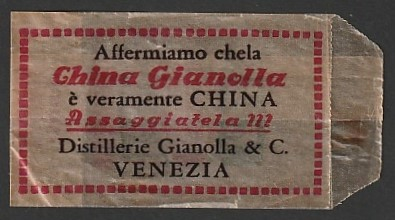 Affermiamo chela
China Gianolla
è veramente CHINA
Assaggiatela!!!
Distillerie Gianolla & C.
VENEZIA